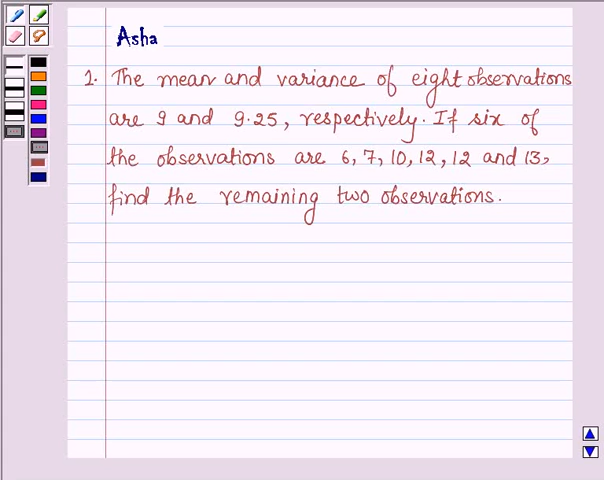 Asha
1. The mean and variance of eight observations
are 9 and 9.25, respectively. If six of
the observations are 6, 7, 10, 12, 12 and 13,
find the remaining two observations.